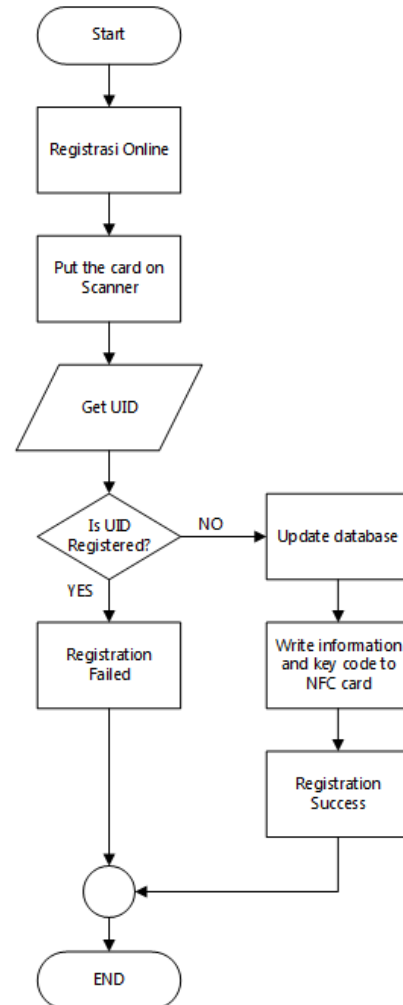 Start
Registrasi Online
Put the card on
Scanner
Get UID
Is UID
Registered?
NO
Update database
YES
Registration
Failed
Write information
and key code to
NFC card
Registration
Success
END